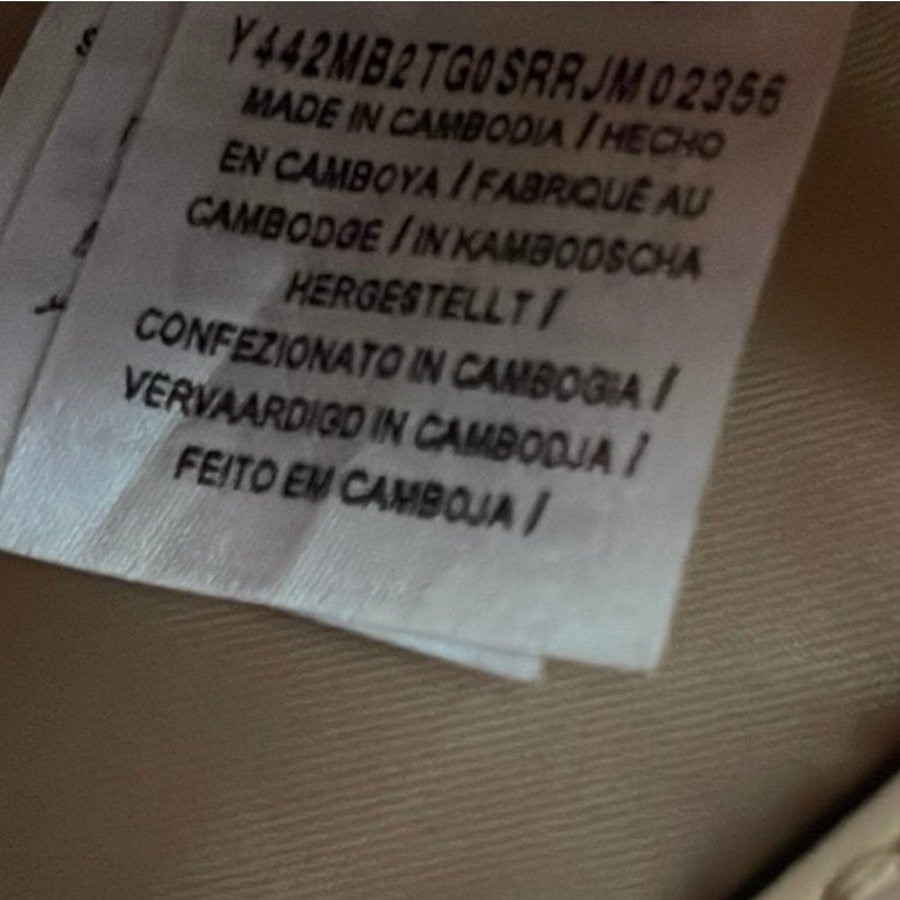 Y442MB2TG0SRRJM02356
MADE IN CAMBODIA / HECHO
EN CAMBOYA / FABRIQUÉ AU
CAMBODGE / IN KAMBODSCHA
HERGESTELLT /
CONFEZIONATO IN CAMBOGIA /
VERVAARDIGD IN CAMBODJA /
FEITO EM CAMBOJA /